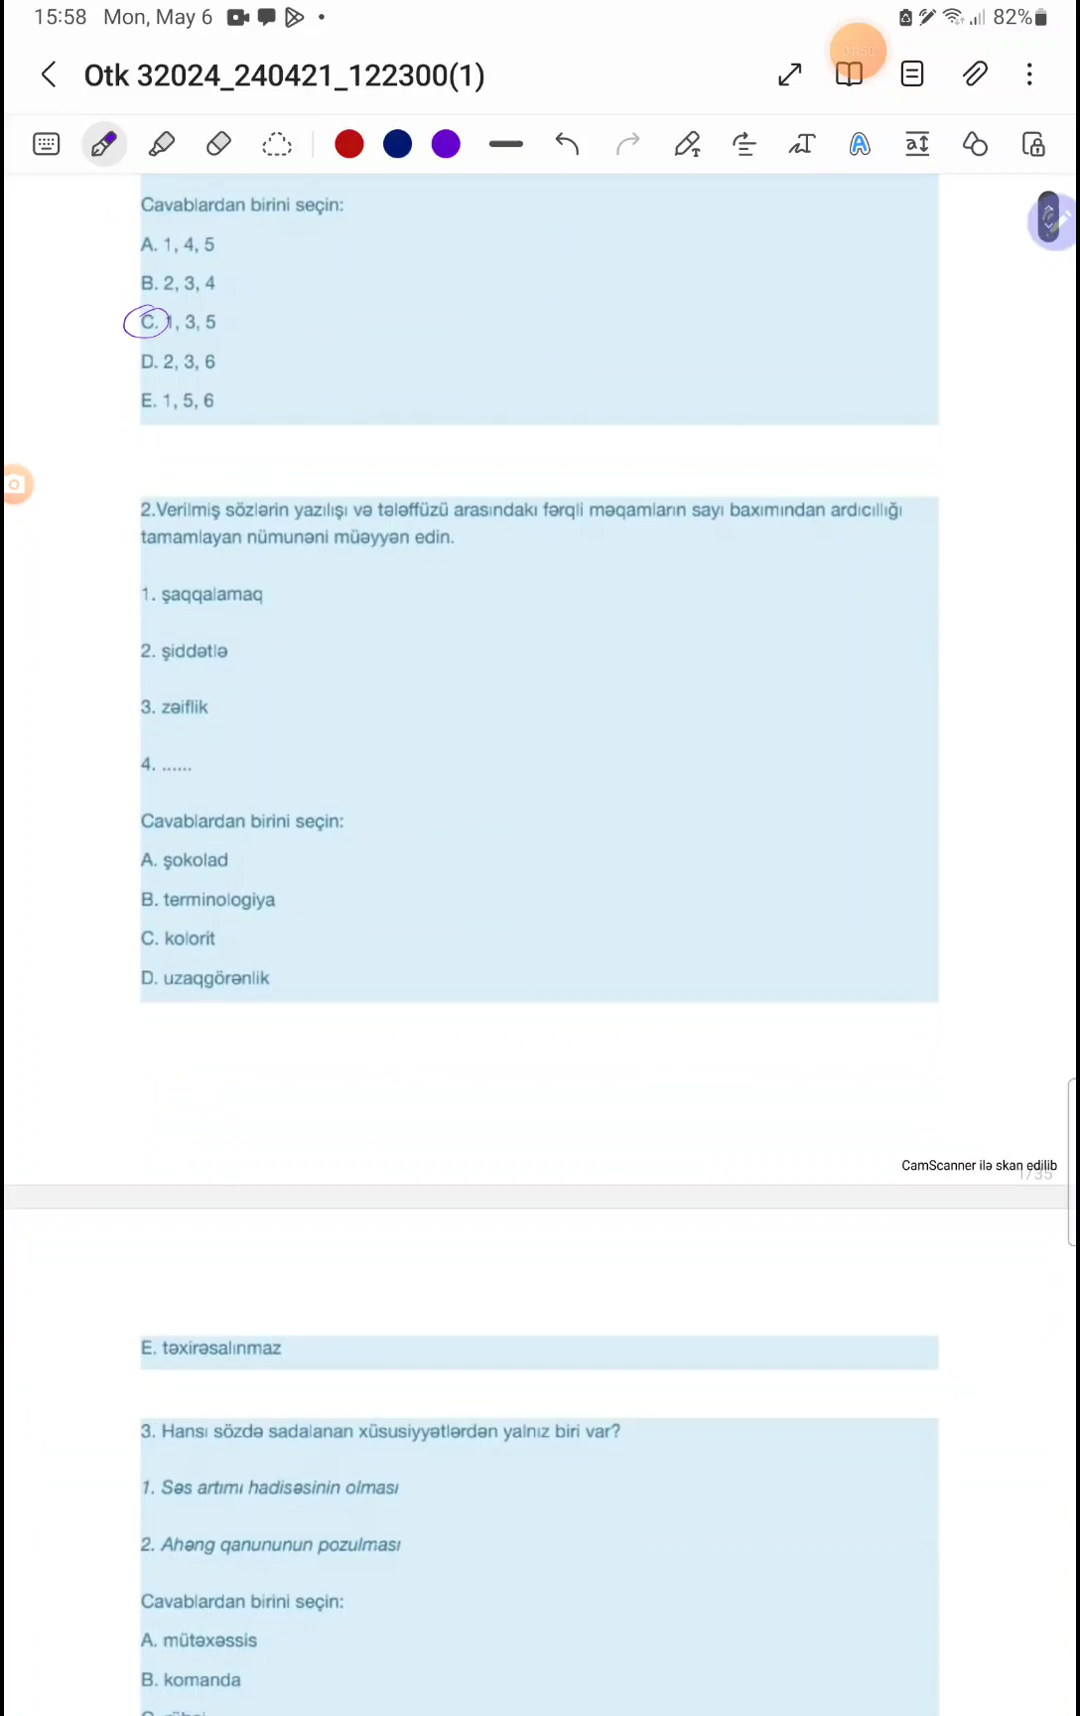 15:58 Mon, May 6
82%
01:50
Otk 32024_240421_122300(1)
Cavablardan birini seçin:
A. 1, 4, 5
B. 2, 3, 4
C. 1, 3, 5
D. 2, 3, 6
E. 1, 5, 6
2.Verilmiş sözlərin yazılışı və tələffüzü arasındakı fərqli məqamların sayı baxımından ardıcıllığı
tamamlayan nümunəni müəyyən edin.
1. şaqqalamaq
2. şiddətlə
3. zəiflik
4. ......
Cavablardan birini seçin:
A. şokolad
B. terminologiya
C. kolorit
D. uzaqgörənlik
CamScanner ilə skan edilib
1/35
E. təxirəsalınmaz
3. Hansı sözdə sadalanan xüsusiyyətlərdən yalnız biri var?
1. Səs artımı hadisəsinin olması
2. Ahəng qanununun pozulması
Cavablardan birini seçin:
A. mütəxəssis
B. komanda